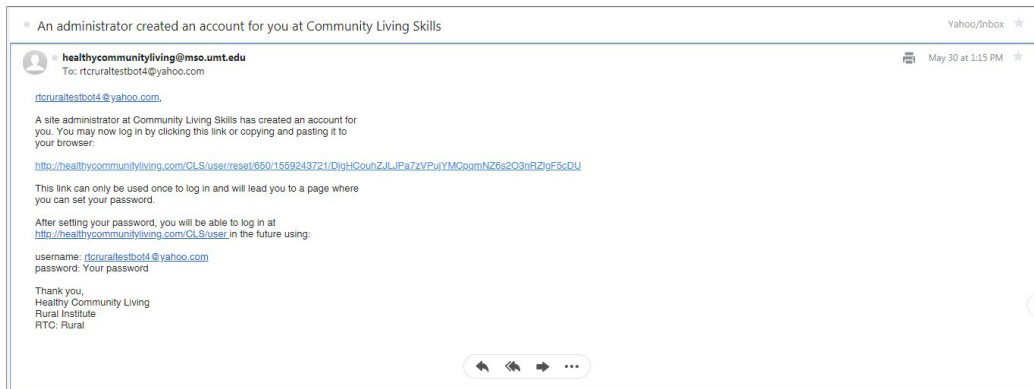 An administrator created an account for you at Community Living Skills
Yahoo/Inbox
healthycommunityliving@mso.umt.edu
May 30 at 1:15 PM
To: rtcruraltestbot4@yahoo.com
rtcruraltestbot4@yahoo.com,
A site administrator at Community Living Skills has created an account for
you. You may now log in by clicking this link or copying and pasting it to
your browser:
http://healthycommunityliving.com/CLS/user/reset/650/1559243721/DjgHCouhZJLJPa7zVPujYMCpqmNZ6s2O3nRZlgF5cDU
This link can only be used once to log in and will lead you to a page where
you can set your password.
After setting your password, you will be able to log in at
http://healthycommunityliving.com/CLS/user in the future using:
username: rtcruraltestbot4@yahoo.com
password: Your password
Thank you,
Healthy Community Living
Rural Institute
RTC: Rural